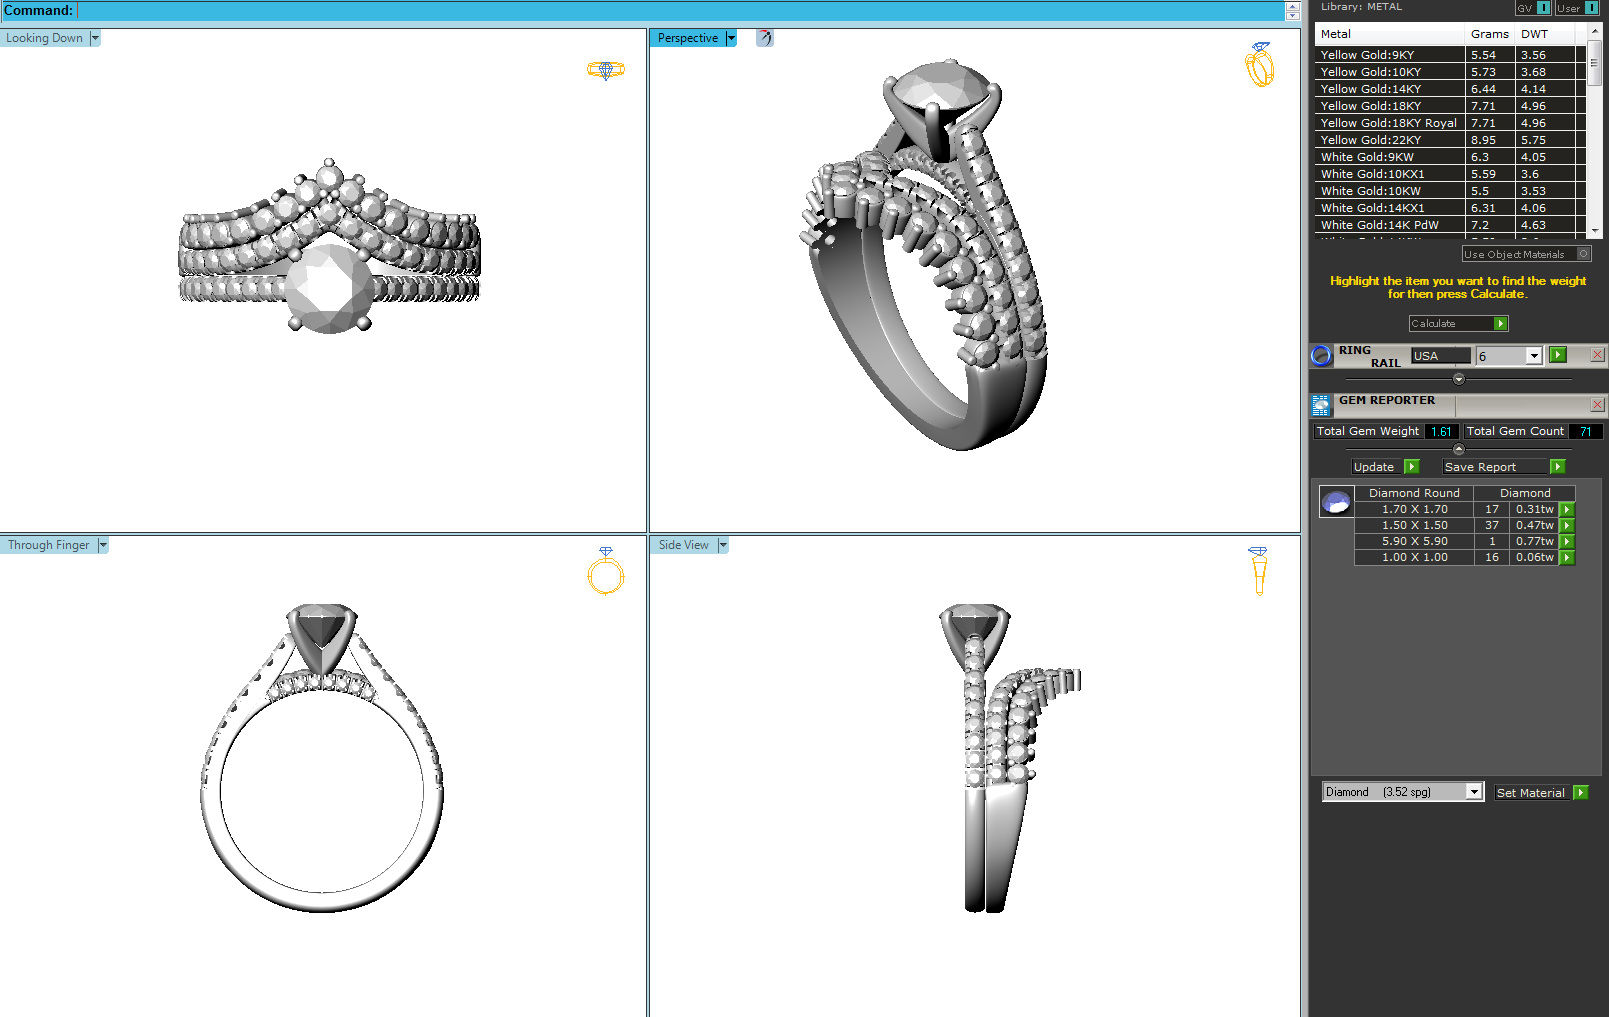 Command:
Looking Down
Perspective
Through Finger
Side View
Library: METAL
GV
User
Metal Grams DWT
Yellow Gold:9KY 5.54 3.56
Yellow Gold:10KY 5.73 3.68
Yellow Gold:14KY 6.44 4.14
Yellow Gold:18KY 7.71 4.96
Yellow Gold:18KY Royal 7.71 4.96
Yellow Gold:22KY 8.95 5.75
White Gold:9KW 6.3 4.05
White Gold:10KX1 5.59 3.6
White Gold:10KW 5.5 3.53
White Gold:14KX1 6.31 4.06
White Gold:14K PdW 7.2 4.63
Use Object Materials
Highlight the item you want to find the weight
for then press Calculate.
Calculate
RING
RAIL
USA
6
GEM REPORTER
Total Gem Weight 1.61 Total Gem Count 71
Update Save Report
Diamond Round Diamond
1.70 X 1.70 17 0.31tw
1.50 X 1.50 37 0.47tw
5.90 X 5.90 1 0.77tw
1.00 X 1.00 16 0.06tw
Diamond (3.52 spg) Set Material